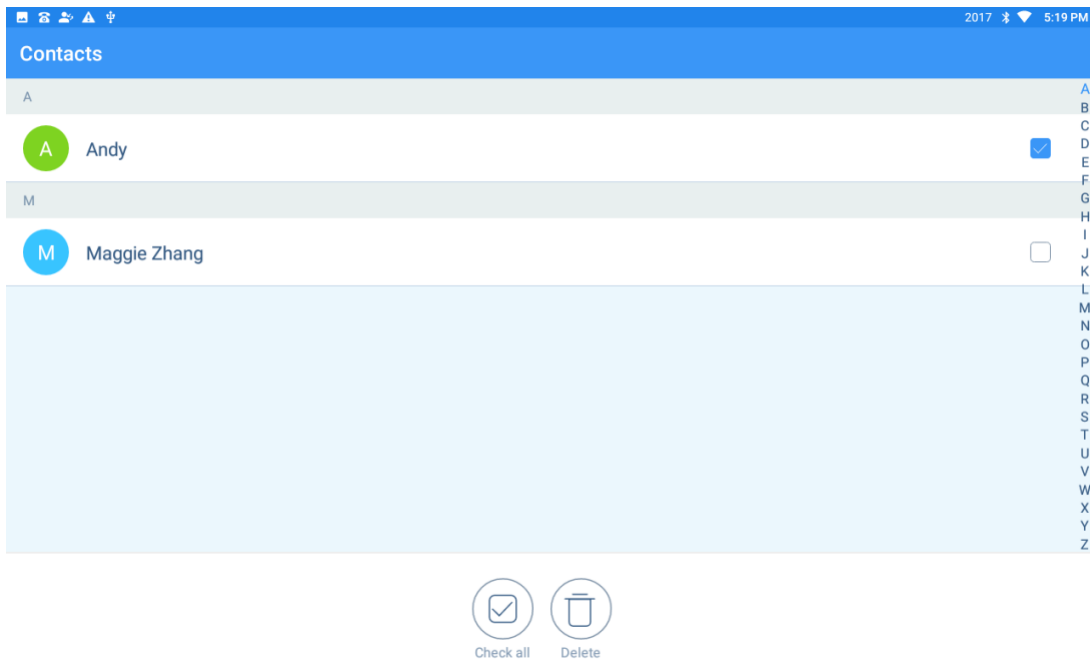 2017 5:19 PM
Contacts
A
A Andy
M
M Maggie Zhang
A
B
C
D
E
F
G
H
I
J
K
L
M
N
O
P
Q
R
S
T
U
V
W
X
Y
Z
Check all Delete